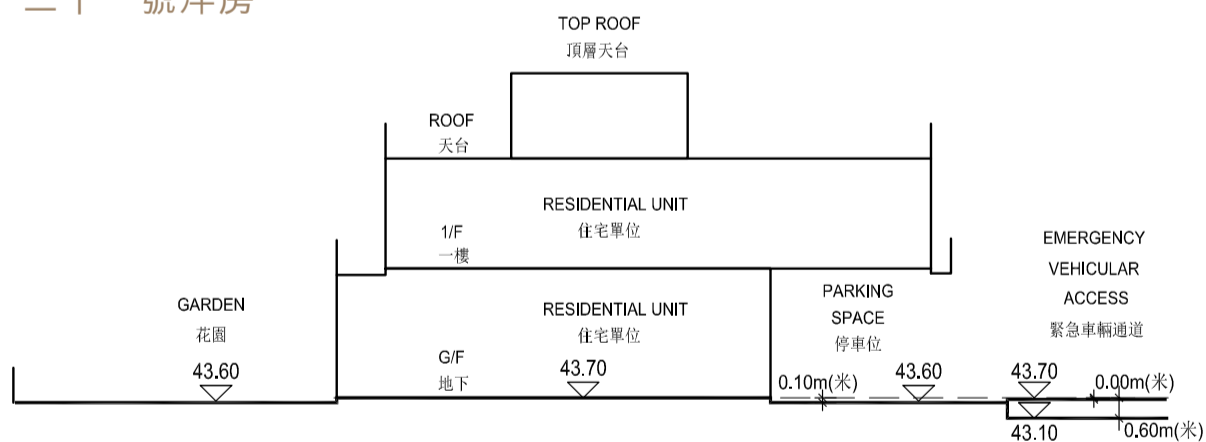 號洋房
TOP ROOF
頂層天台
ROOF
天台
RESIDENTIAL UNIT
住宅單位
1/F
一樓
EMERGENCY
VEHICULAR
ACCESS
緊急車輛通道
GARDEN
花園
RESIDENTIAL UNIT
住宅單位
PARKING
SPACE
停車位
G/F
地下
43.60
43.70
0.10m(米)
43.60
43.70
0.00m(米)
43.10
0.60m(米)